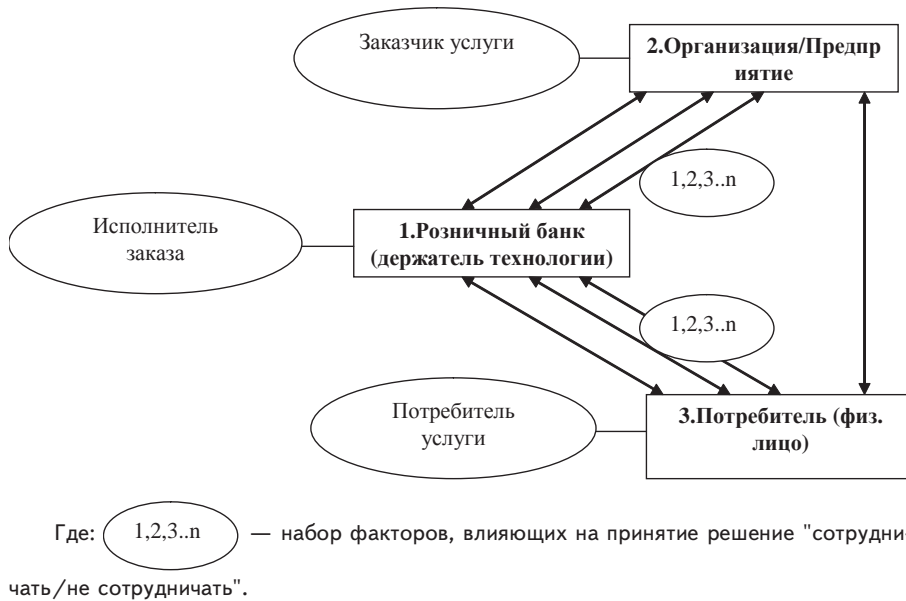 Заказчик услуги
2.Организация/Предпр
иятие
1,2,3..n
Исполнитель
заказа
1.Розничный банк
(держатель технологии)
1,2,3..n
Потребитель
услуги
3.Потребитель (физ.
лицо)
Где: 1,2,3..n — набор факторов, влияющих на принятие решение "сотрудни-
чать/не сотрудничать".